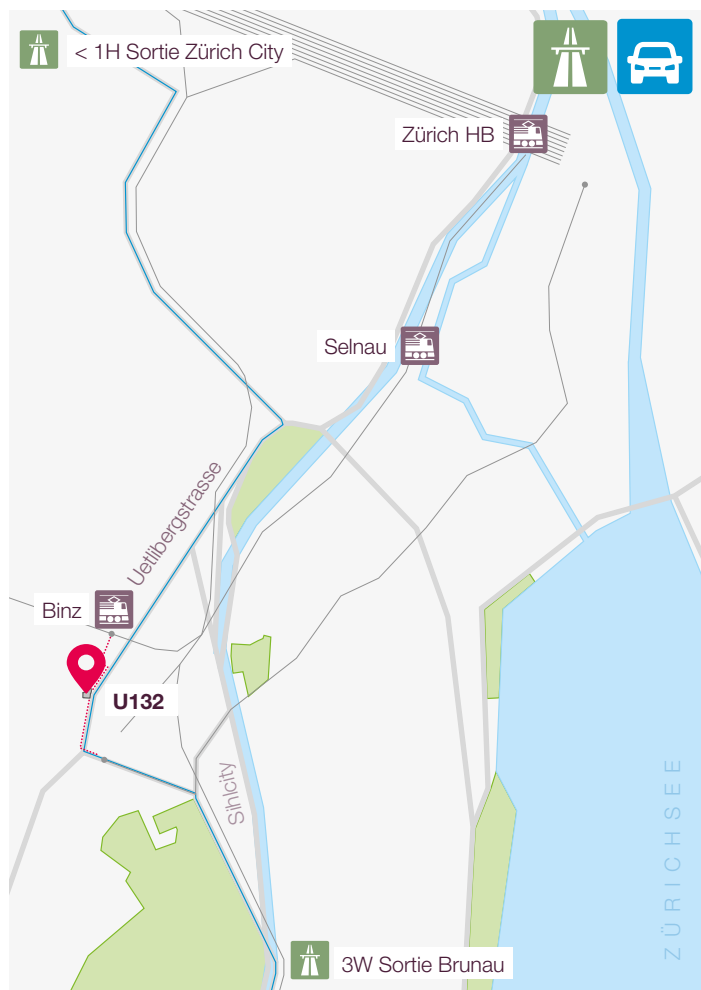 < 1H Sortie Zürich City
Zürich HB
Selnau
Uetlibergstrasse
Binz
U132
Sihlcity
ZÜRICHSEE
3W Sortie Brunau